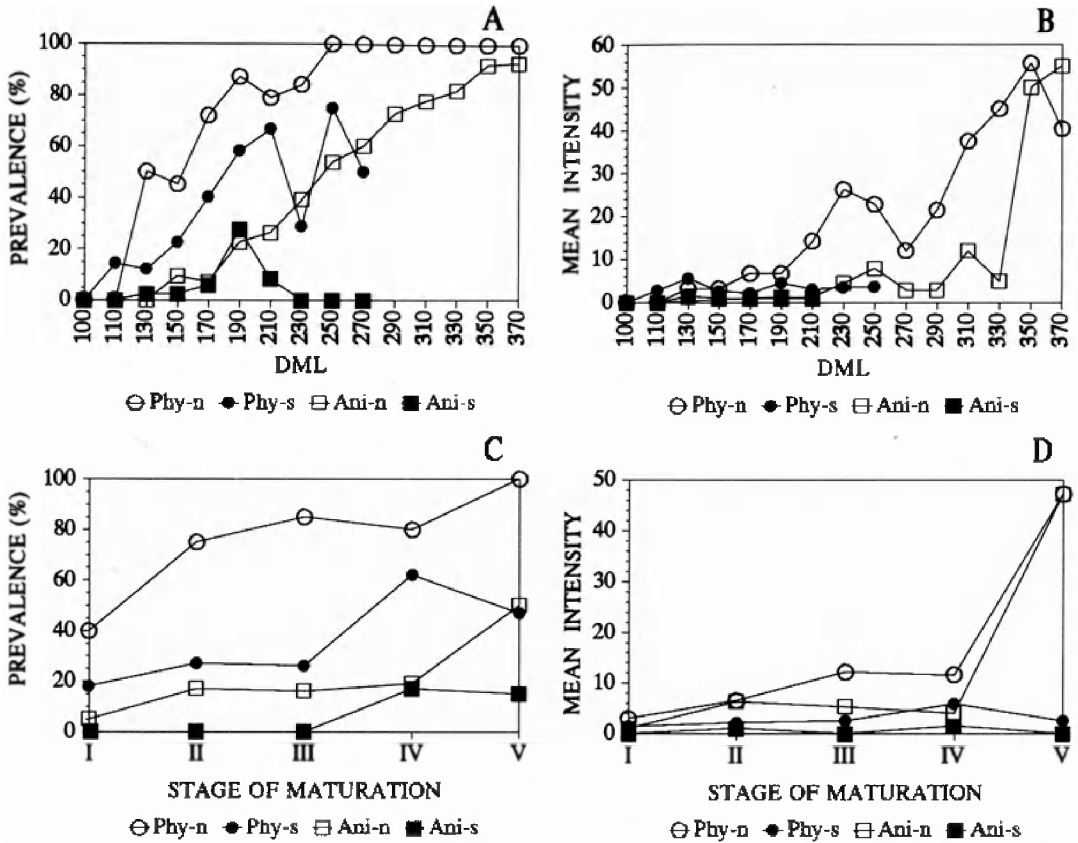 A
PREVALENCE (%)
100
80
60
40
20
0
100 110 130 150 170 190 210 230 250 270 290 310 330 350 370
DML
Phy-n Phy-s Ani-n Ani-s
B
MEAN INTENSITY
60
50
40
30
20
10
0
100 110 130 150 170 190 210 230 250 270 290 310 330 350 370
DML
Phy-n Phy-s Ani-n Ani-s
C
PREVALENCE (%)
100
80
60
40
20
0
I II III IV V
STAGE OF MATURATION
Phy-n Phy-s Ani-n Ani-s
D
MEAN INTENSITY
50
40
30
20
10
0
I II III IV V
STAGE OF MATURATION
Phy-n Phy-s Ani-n Ani-s